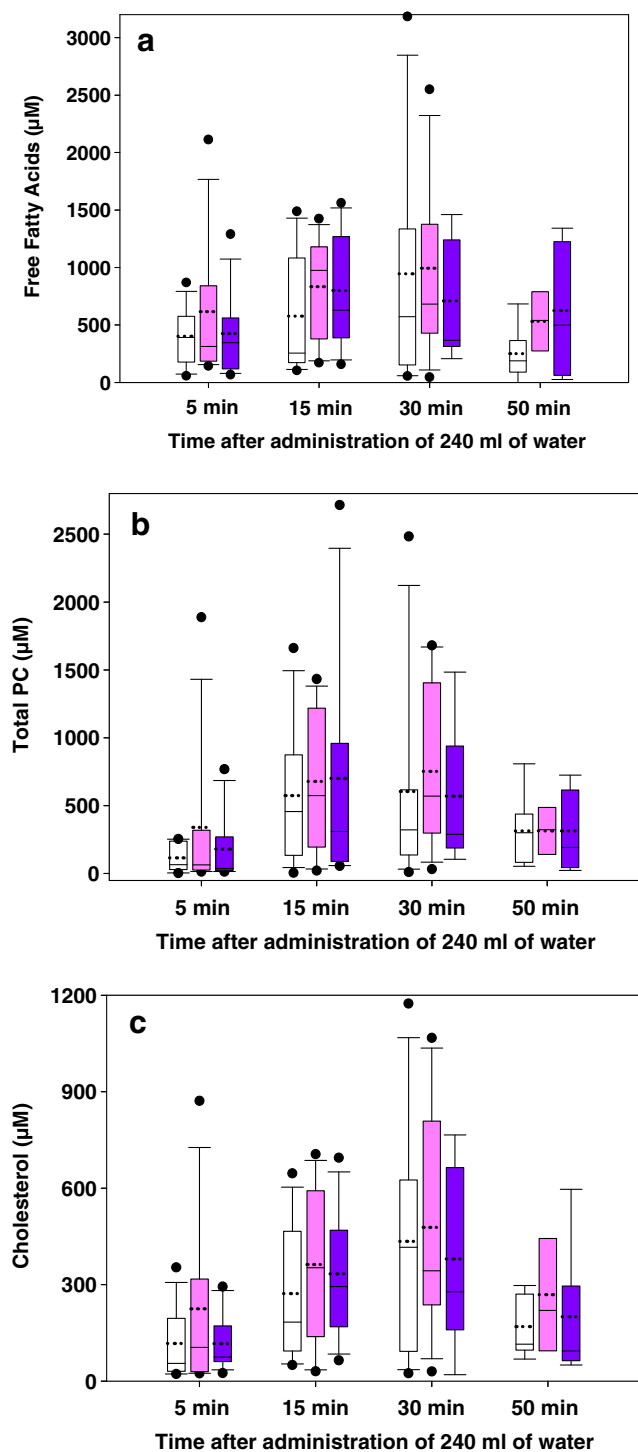 a
3000
2500
2000
1500
1000
500
0
Free Fatty Acids (µM)
5 min 15 min 30 min 50 min
Time after administration of 240 ml of water
b
2500
2000
1500
1000
500
0
Total PC (µM)
5 min 15 min 30 min 50 min
Time after administration of 240 ml of water
c
1200
900
600
300
0
Cholesterol (µM)
5 min 15 min 30 min 50 min
Time after administration of 240 ml of water